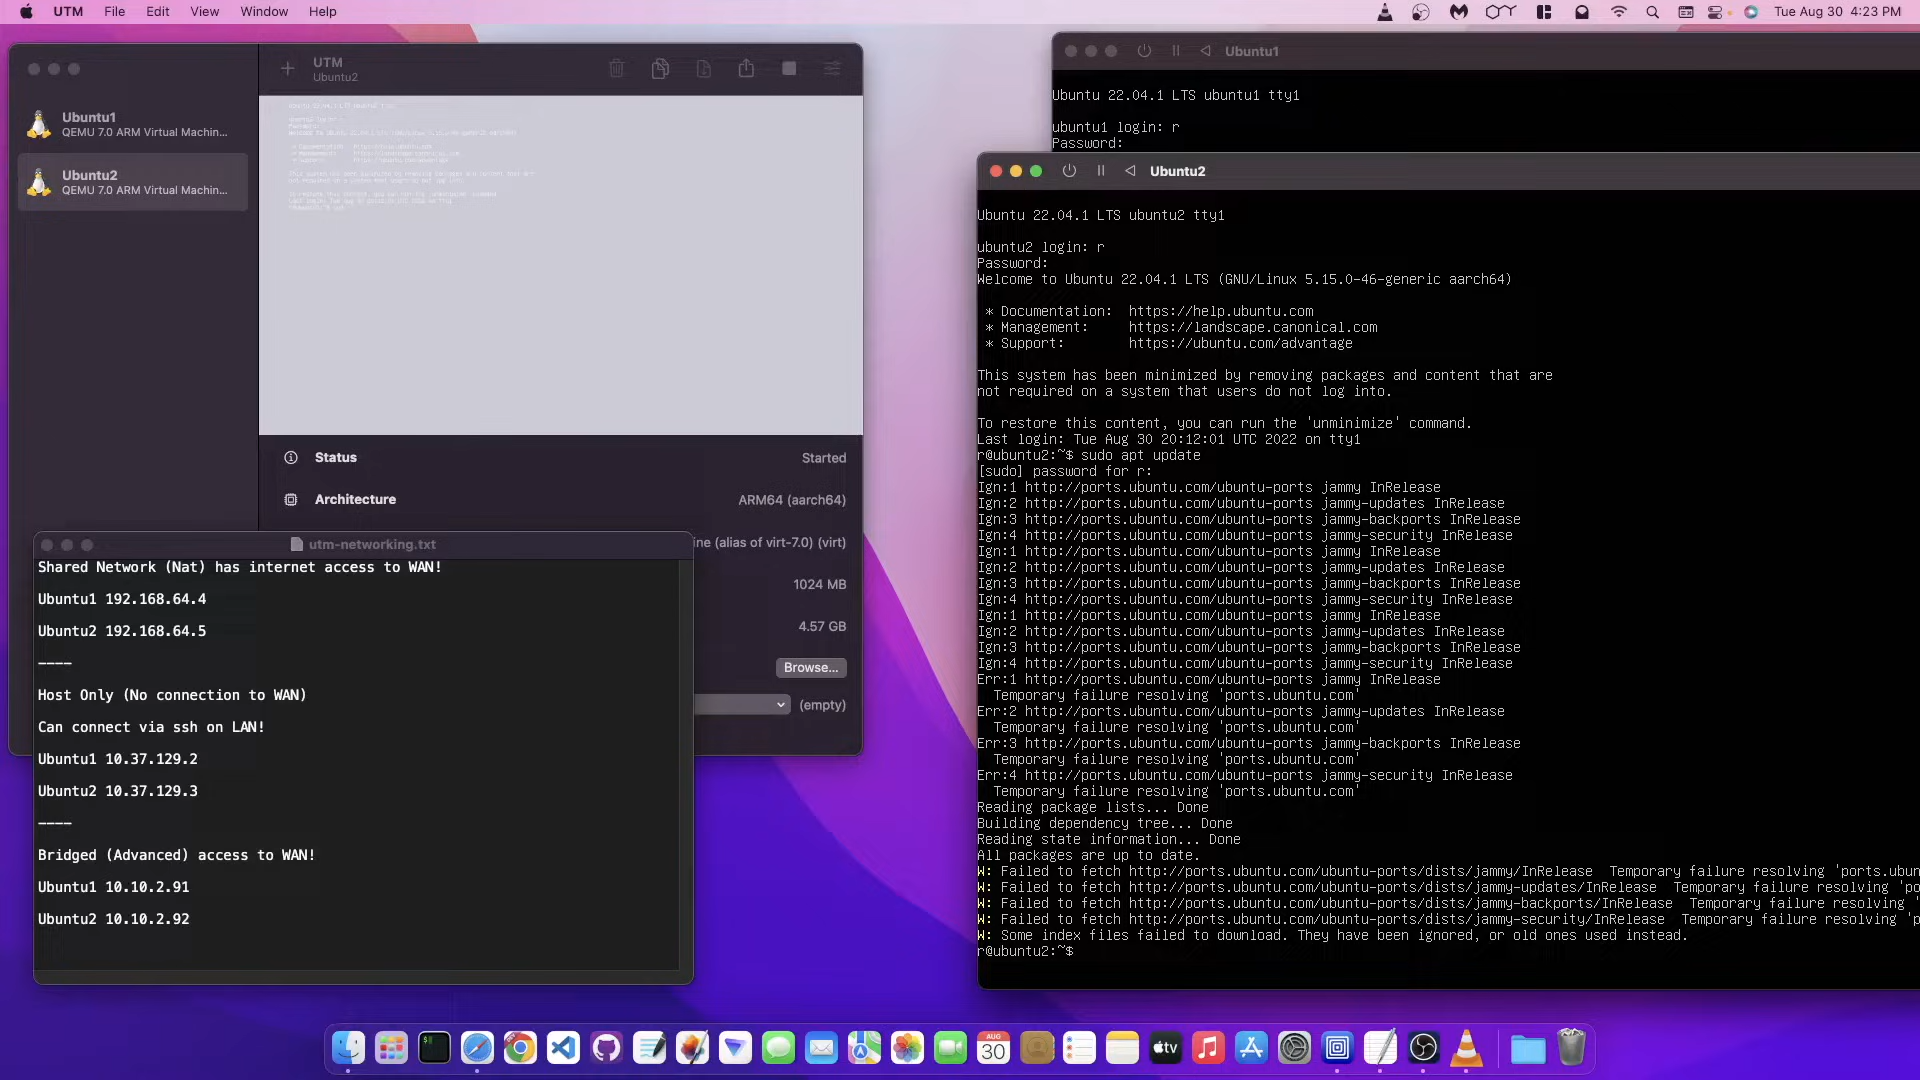 UTM File Edit View Window Help
Tue Aug 30 4:23 PM
UTM
Ubuntu2
Ubuntu1
QEMU 7.0 ARM Virtual Machin...
Ubuntu2
QEMU 7.0 ARM Virtual Machin...
Status Started
Architecture ARM64 (aarch64)
ine (alias of virt-7.0) (virt)
1024 MB
4.57 GB
Browse...
(empty)
utm-networking.txt
Shared Network (Nat) has internet access to WAN!
Ubuntu1 192.168.64.4
Ubuntu2 192.168.64.5
----
Host Only (No connection to WAN)
Can connect via ssh on LAN!
Ubuntu1 10.37.129.2
Ubuntu2 10.37.129.3
----
Bridged (Advanced) access to WAN!
Ubuntu1 10.10.2.91
Ubuntu2 10.10.2.92
Ubuntu1
Ubuntu 22.04.1 LTS ubuntu1 tty1
ubuntu1 login: r
Password:
Ubuntu2
Ubuntu 22.04.1 LTS ubuntu2 tty1
ubuntu2 login: r
Password:
Welcome to Ubuntu 22.04.1 LTS (GNU/Linux 5.15.0-46-generic aarch64)
* Documentation: https://help.ubuntu.com
* Management: https://landscape.canonical.com
* Support: https://ubuntu.com/advantage
This system has been minimized by removing packages and content that are
not required on a system that users do not log into.
To restore this content, you can run the 'unminimize' command.
Last login: Tue Aug 30 20:12:01 UTC 2022 on tty1
r@ubuntu2:~$ sudo apt update
[sudo] password for r:
Ign:1 http://ports.ubuntu.com/ubuntu-ports jammy InRelease
Ign:2 http://ports.ubuntu.com/ubuntu-ports jammy-updates InRelease
Ign:3 http://ports.ubuntu.com/ubuntu-ports jammy-backports InRelease
Ign:4 http://ports.ubuntu.com/ubuntu-ports jammy-security InRelease
Ign:1 http://ports.ubuntu.com/ubuntu-ports jammy InRelease
Ign:2 http://ports.ubuntu.com/ubuntu-ports jammy-updates InRelease
Ign:3 http://ports.ubuntu.com/ubuntu-ports jammy-backports InRelease
Ign:4 http://ports.ubuntu.com/ubuntu-ports jammy-security InRelease
Ign:1 http://ports.ubuntu.com/ubuntu-ports jammy InRelease
Ign:2 http://ports.ubuntu.com/ubuntu-ports jammy-updates InRelease
Ign:3 http://ports.ubuntu.com/ubuntu-ports jammy-backports InRelease
Ign:4 http://ports.ubuntu.com/ubuntu-ports jammy-security InRelease
Err:1 http://ports.ubuntu.com/ubuntu-ports jammy InRelease
Temporary failure resolving 'ports.ubuntu.com'
Err:2 http://ports.ubuntu.com/ubuntu-ports jammy-updates InRelease
Temporary failure resolving 'ports.ubuntu.com'
Err:3 http://ports.ubuntu.com/ubuntu-ports jammy-backports InRelease
Temporary failure resolving 'ports.ubuntu.com'
Err:4 http://ports.ubuntu.com/ubuntu-ports jammy-security InRelease
Temporary failure resolving 'ports.ubuntu.com'
Reading package lists... Done
Building dependency tree... Done
Reading state information... Done
All packages are up to date.
W: Failed to fetch http://ports.ubuntu.com/ubuntu-ports/dists/jammy/InRelease Temporary failure resolving 'ports.ubun
W: Failed to fetch http://ports.ubuntu.com/ubuntu-ports/dists/jammy-updates/InRelease Temporary failure resolving 'po
W: Failed to fetch http://ports.ubuntu.com/ubuntu-ports/dists/jammy-backports/InRelease Temporary failure resolving '
W: Failed to fetch http://ports.ubuntu.com/ubuntu-ports/dists/jammy-security/InRelease Temporary failure resolving 'p
W: Some index files failed to download. They have been ignored, or old ones used instead.
r@ubuntu2:~$
AUG
30
tv